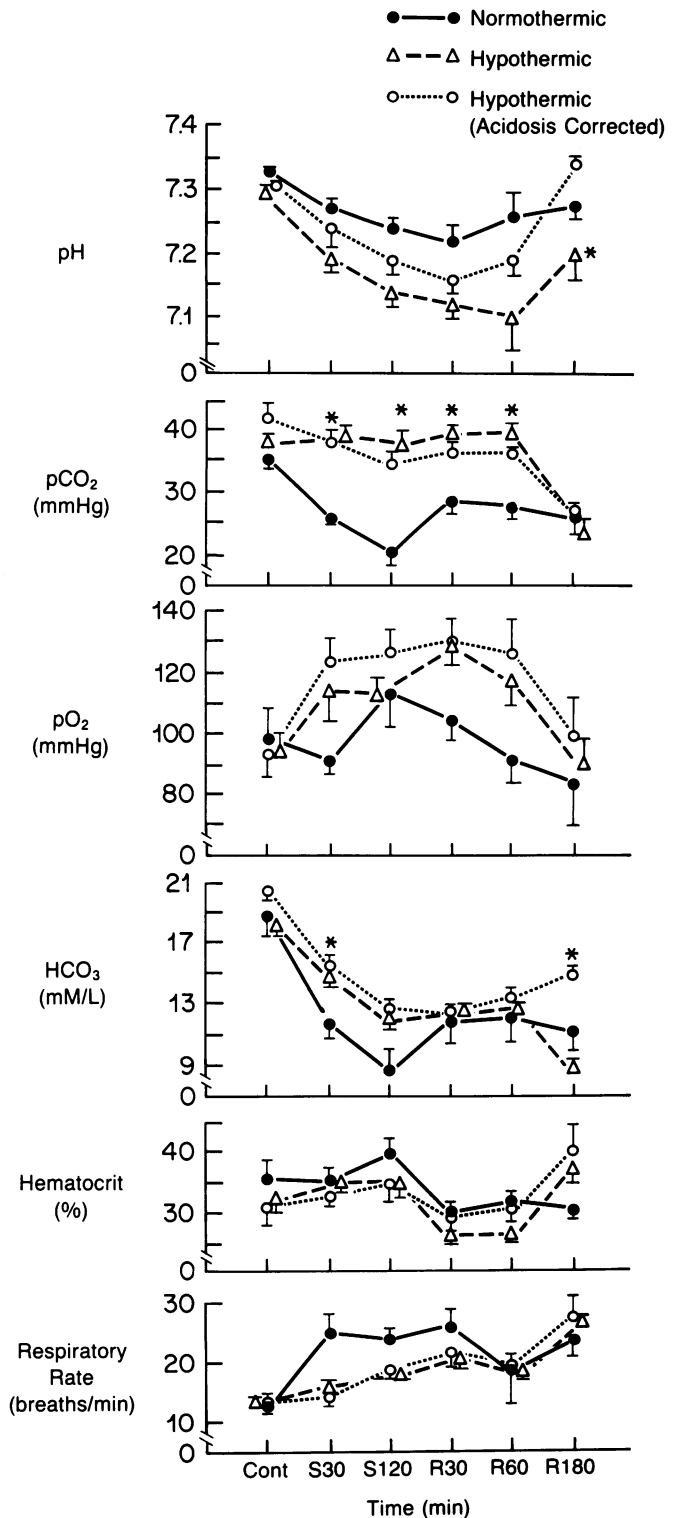 Normothermic
Hypothermic
Hypothermic
(Acidosis Corrected)
7.4
7.3
7.2
7.1
0
pH
*
40
30
20
0
pCO₂
(mmHg)
* * * *
140
120
100
80
0
pO₂
(mmHg)
21
17
13
9
0
HCO₃
(mM/L)
* *
40
30
0
Hematocrit
(%)
30
20
10
0
Respiratory
Rate
(breaths/min)
Cont S30 S120 R30 R60 R180
Time (min)